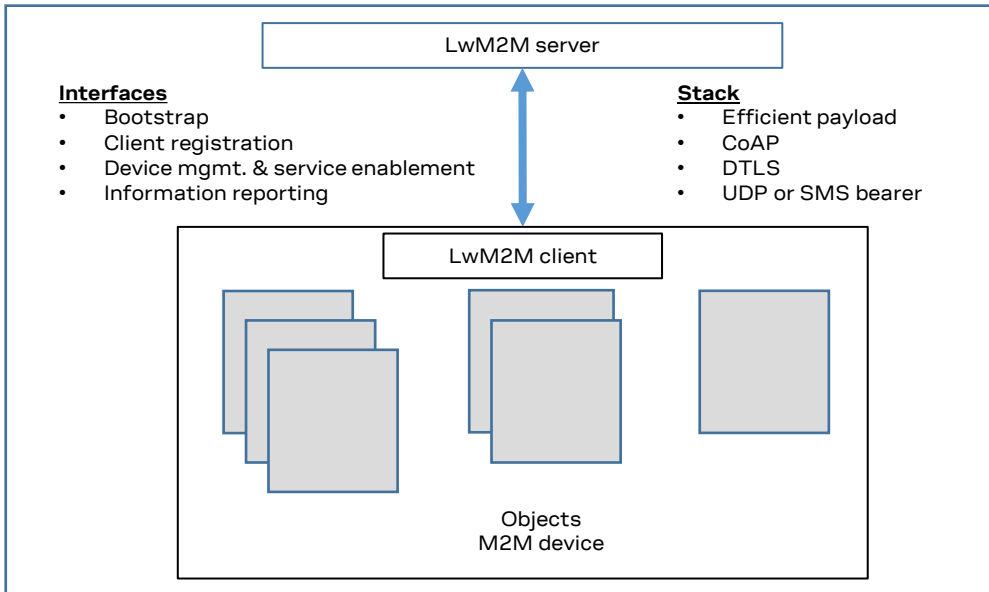 LwM2M server
Interfaces
• Bootstrap
• Client registration
• Device mgmt. & service enablement
• Information reporting
Stack
• Efficient payload
• CoAP
• DTLS
• UDP or SMS bearer
LwM2M client
Objects
M2M device